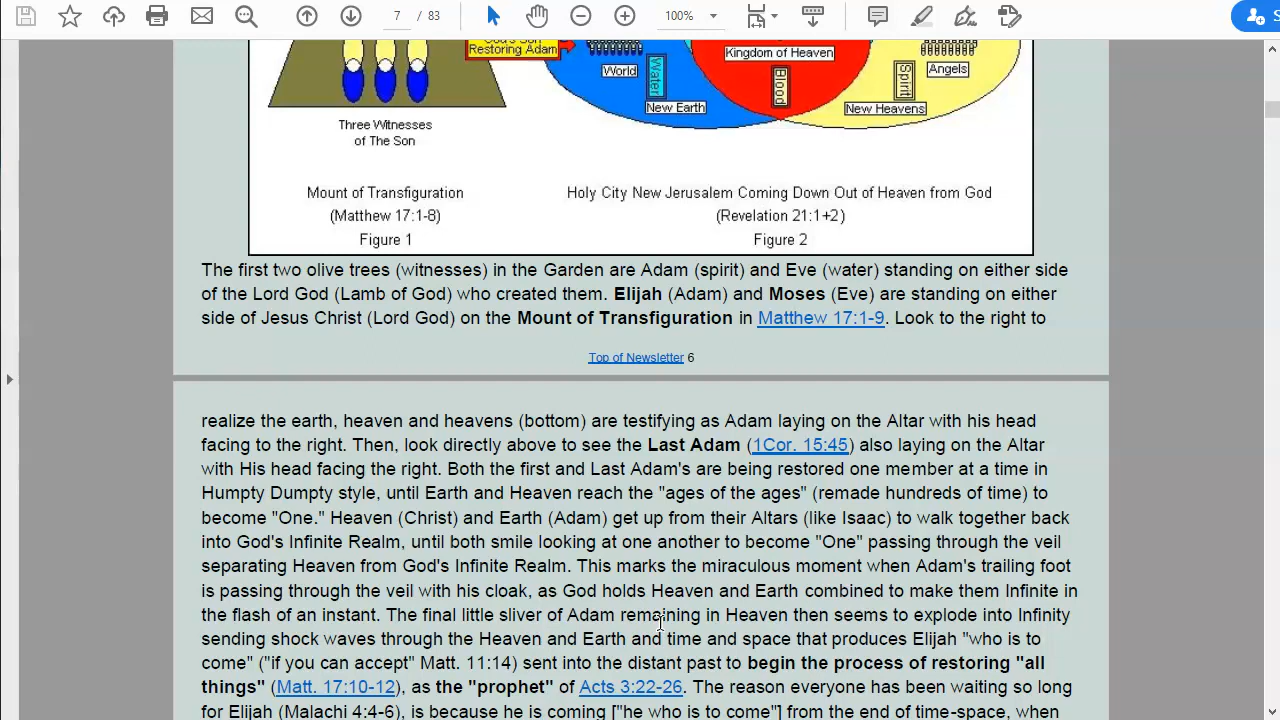 7 / 83
100%
S
God's Son
Restoring Adam
World
Water
New Earth
Kingdom of Heaven
Blood
Spirit
Angels
New Heavens
Three Witnesses
of The Son
Mount of Transfiguration
(Matthew 17:1-8)
Figure 1
Holy City New Jerusalem Coming Down Out of Heaven from God
(Revelation 21:1+2)
Figure 2
The first two olive trees (witnesses) in the Garden are Adam (spirit) and Eve (water) standing on either side
of the Lord God (Lamb of God) who created them. Elijah (Adam) and Moses (Eve) are standing on either
side of Jesus Christ (Lord God) on the Mount of Transfiguration in Matthew 17:1-9. Look to the right to
Top of Newsletter 6
realize the earth, heaven and heavens (bottom) are testifying as Adam laying on the Altar with his head
facing to the right. Then, look directly above to see the Last Adam (1Cor. 15:45) also laying on the Altar
with His head facing the right. Both the first and Last Adam's are being restored one member at a time in
Humpty Dumpty style, until Earth and Heaven reach the "ages of the ages" (remade hundreds of time) to
become "One." Heaven (Christ) and Earth (Adam) get up from their Altars (like Isaac) to walk together back
into God's Infinite Realm, until both smile looking at one another to become "One" passing through the veil
separating Heaven from God's Infinite Realm. This marks the miraculous moment when Adam's trailing foot
is passing through the veil with his cloak, as God holds Heaven and Earth combined to make them Infinite in
the flash of an instant. The final little sliver of Adam remaining in Heaven then seems to explode into Infinity
sending shock waves through the Heaven and Earth and time and space that produces Elijah "who is to
come" ("if you can accept" Matt. 11:14) sent into the distant past to begin the process of restoring "all
things" (Matt. 17:10-12), as the "prophet" of Acts 3:22-26. The reason everyone has been waiting so long
for Elijah (Malachi 4:4-6), is because he is coming ["he who is to come"] from the end of time-space, when